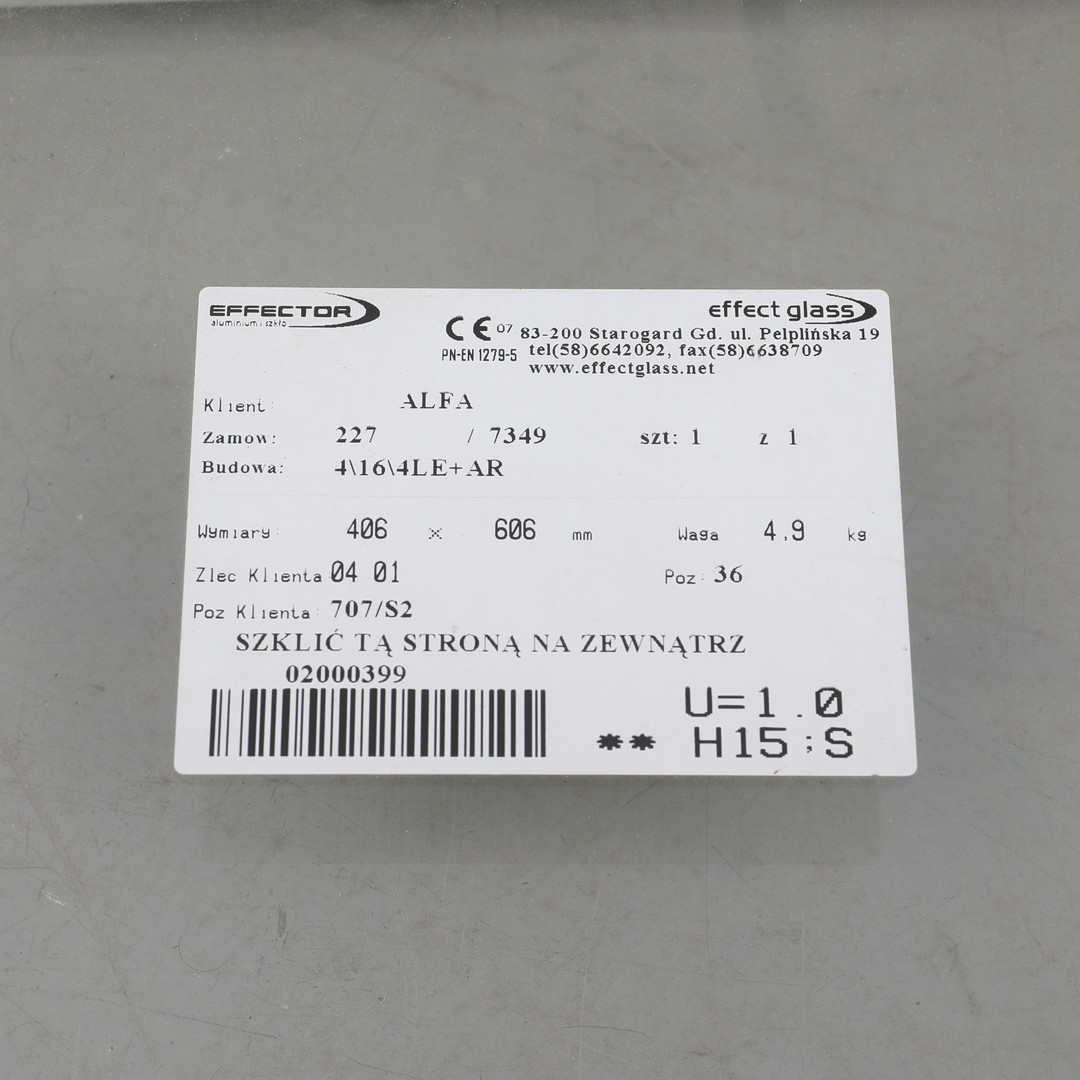 EFFECTOR
aluminium i szkło
effect glass
CE 07 83-200 Starogard Gd. ul. Pelplińska 19
PN-EN 1279-5 tel(58)6642092, fax(58)6638709
www.effectglass.net
Klient: ALFA
Zamow: 227 / 7349 szt: 1 z 1
Budowa: 4\16\4LE+AR
Wymiary: 406 x 606 mm Waga 4.9 kg
Zlec Klienta: 04 01 Poz: 36
Poz Klienta: 707/S2
SZKLIĆ TĄ STRONĄ NA ZEWNĄTRZ
02000399
U=1.0
** H15;S